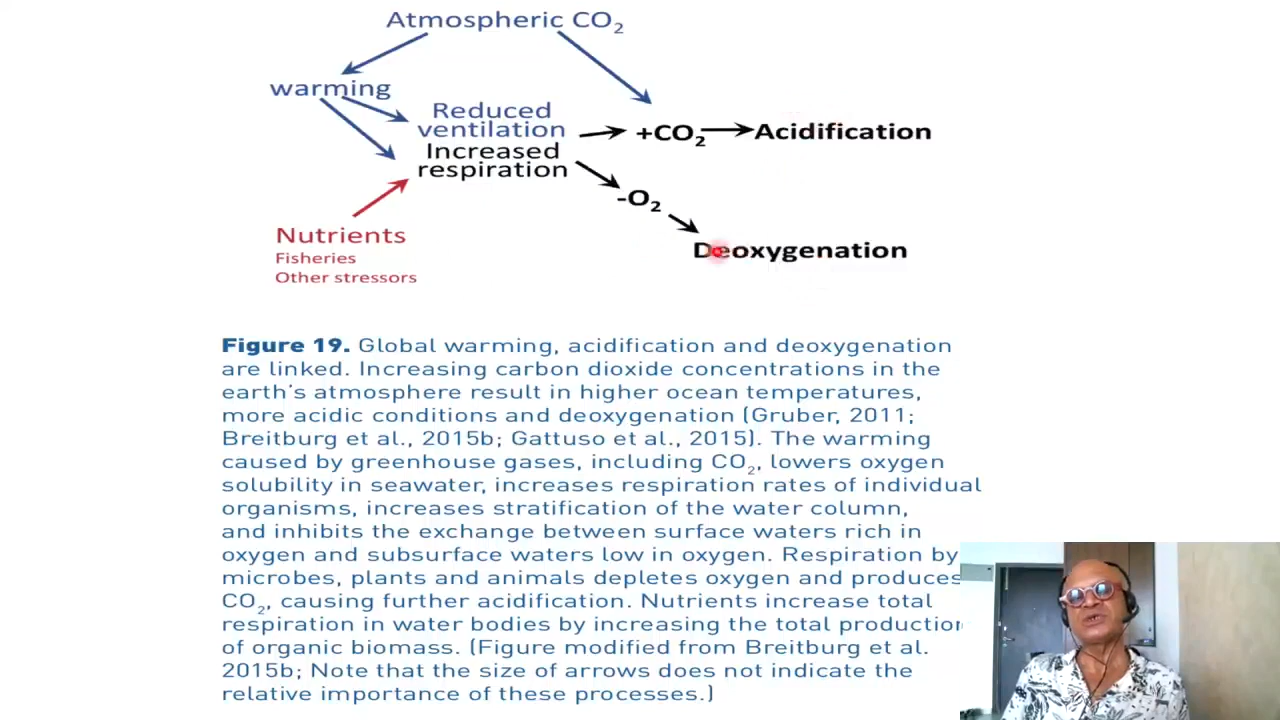 Atmospheric CO2
warming
Reduced
ventilation
Increased
respiration
+CO2
Acidification
-O2
Deoxygenation
Nutrients
Fisheries
Other stressors
Figure 19. Global warming, acidification and deoxygenation
are linked. Increasing carbon dioxide concentrations in the
earth's atmosphere result in higher ocean temperatures,
more acidic conditions and deoxygenation (Gruber, 2011;
Breitburg et al., 2015b; Gattuso et al., 2015). The warming
caused by greenhouse gases, including CO2, lowers oxygen
solubility in seawater, increases respiration rates of individual
organisms, increases stratification of the water column,
and inhibits the exchange between surface waters rich in
oxygen and subsurface waters low in oxygen. Respiration by
microbes, plants and animals depletes oxygen and produces
CO2, causing further acidification. Nutrients increase total
respiration in water bodies by increasing the total production
of organic biomass. (Figure modified from Breitburg et al.
2015b; Note that the size of arrows does not indicate the
relative importance of these processes.)